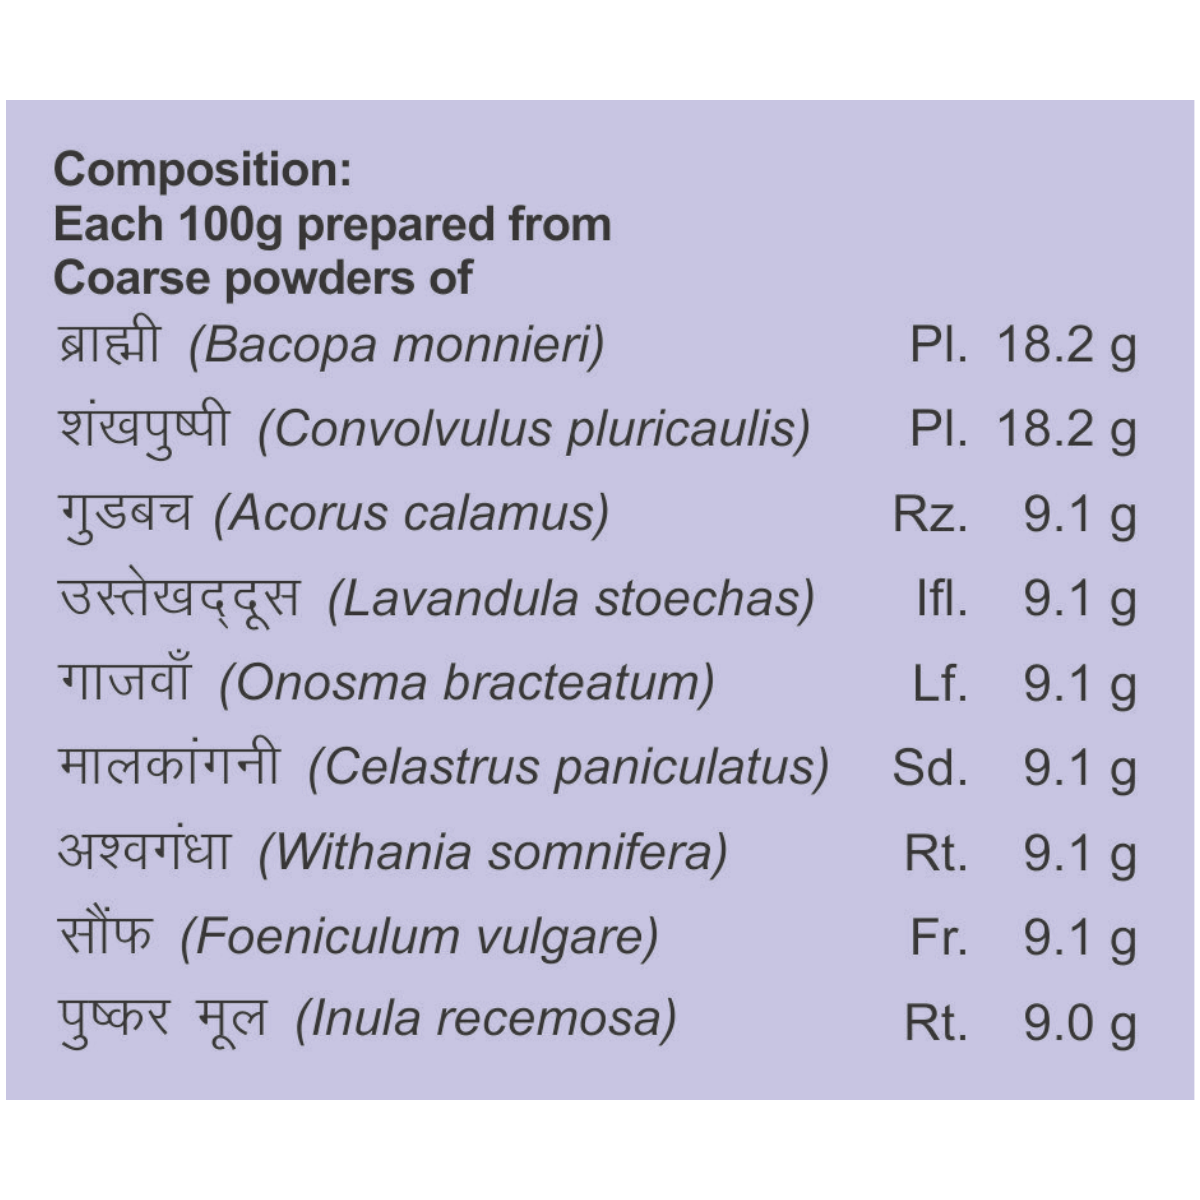 Composition:
Each 100g prepared from
Coarse powders of
ब्राह्मी (Bacopa monnieri) Pl. 18.2 g
शंखपुष्पी (Convolvulus pluricaulis) Pl. 18.2 g
गुडबच (Acorus calamus) Rz. 9.1 g
उस्तेखद्दूस (Lavandula stoechas) Ifl. 9.1 g
गाजवाँ (Onosma bracteatum) Lf. 9.1 g
मालकांगनी (Celastrus paniculatus) Sd. 9.1 g
अश्वगंधा (Withania somnifera) Rt. 9.1 g
सौंफ (Foeniculum vulgare) Fr. 9.1 g
पुष्कर मूल (Inula recemosa) Rt. 9.0 g